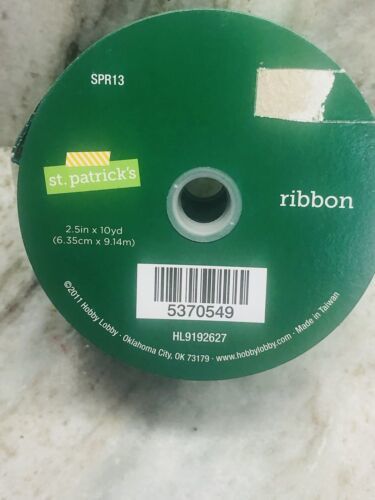 SPR13
st. patrick's
ribbon
2.5in x 10yd
(6.35cm x 9.14m)
5370549
HL9192627
©2011 Hobby Lobby • Oklahoma City, OK 73179 • www.hobbylobby.com • Made in Taiwan